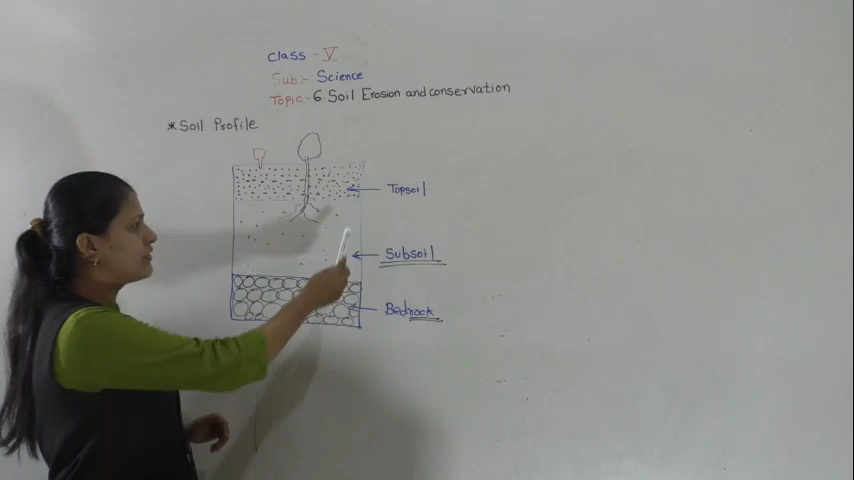 Class - V
Sub:- Science
Topic - 6. Soil Erosion and conservation
* Soil Profile
Topsoil
Subsoil
Bedrock